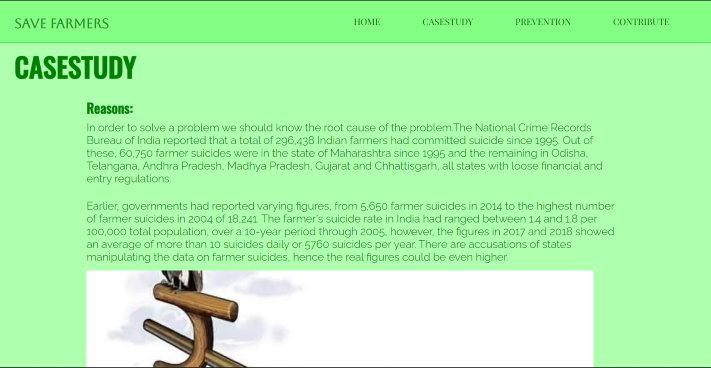 SAVE FARMERS
HOME
CASESTUDY
PREVENTION
CONTRIBUTE
CASESTUDY
Reasons:
In order to solve a problem we should know the root cause of the problem.The National Crime Records
Bureau of India reported that a total of 296,438 Indian farmers had committed suicide since 1995. Out of
these, 60,750 farmer suicides were in the state of Maharashtra since 1995 and the remaining in Odisha,
Telangana, Andhra Pradesh, Madhya Pradesh, Gujarat and Chhattisgarh, all states with loose financial and
entry regulations.
Earlier, governments had reported varying figures, from 5,650 farmer suicides in 2014 to the highest number
of farmer suicides in 2004 of 18,241. The farmer's suicide rate in India had ranged between 1.4 and 1.8 per
100,000 total population, over a 10-year period through 2005, however, the figures in 2017 and 2018 showed
an average of more than 10 suicides daily or 5760 suicides per year. There are accusations of states
manipulating the data on farmer suicides, hence the real figures could be even higher.